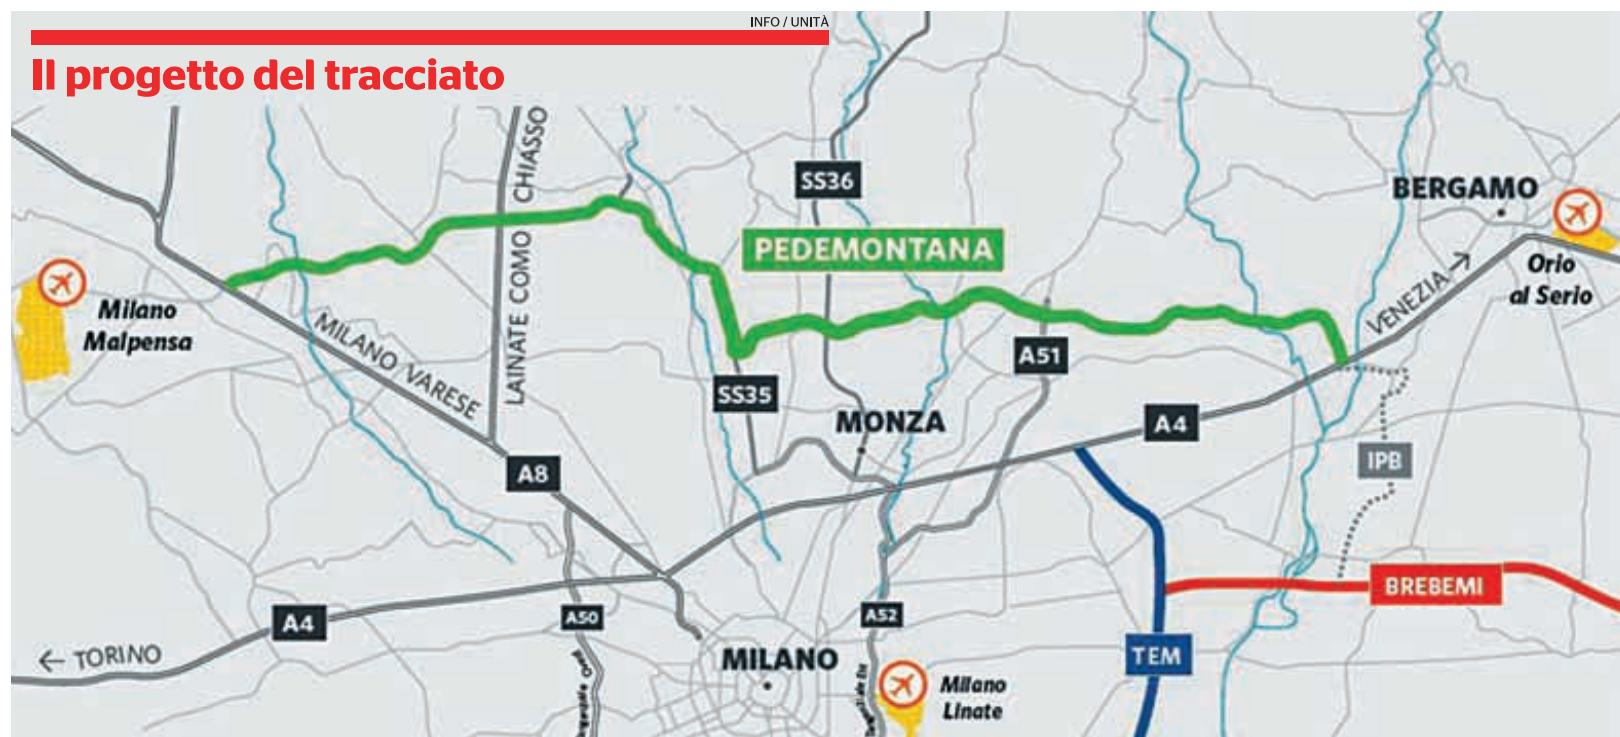 INFO / UNITÀ
Il progetto del tracciato
LAINATE COMO CHIASSO
SS36
BERGAMO
PEDEMONTANA
Orio
al Serio
VENEZIA
Milano
Malpensa
MILANO VARESE
A51
SS35
MONZA
A4
A8
IPB
BREBEMI
A4
A50
A52
TORINO
MILANO
TEM
Milano
Linate